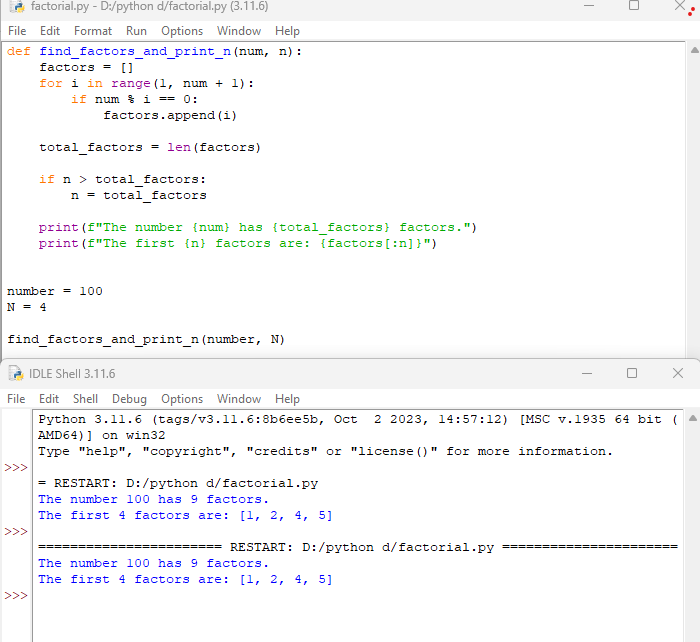 factorial.py - D:/python d/factorial.py (3.11.6)
File Edit Format Run Options Window Help
def find_factors_and_print_n(num, n):
    factors = []
    for i in range(1, num + 1):
        if num % i == 0:
            factors.append(i)

    total_factors = len(factors)

    if n > total_factors:
        n = total_factors

    print(f"The number {num} has {total_factors} factors.")
    print(f"The first {n} factors are: {factors[:n]}")


number = 100
N = 4

find_factors_and_print_n(number, N)
IDLE Shell 3.11.6
File Edit Shell Debug Options Window Help
Python 3.11.6 (tags/v3.11.6:8b6ee5b, Oct  2 2023, 14:57:12) [MSC v.1935 64 bit (
AMD64)] on win32
Type "help", "copyright", "credits" or "license()" for more information.
>>>
= RESTART: D:/python d/factorial.py
The number 100 has 9 factors.
The first 4 factors are: [1, 2, 4, 5]
>>>
======================= RESTART: D:/python d/factorial.py ======================
The number 100 has 9 factors.
The first 4 factors are: [1, 2, 4, 5]
>>>